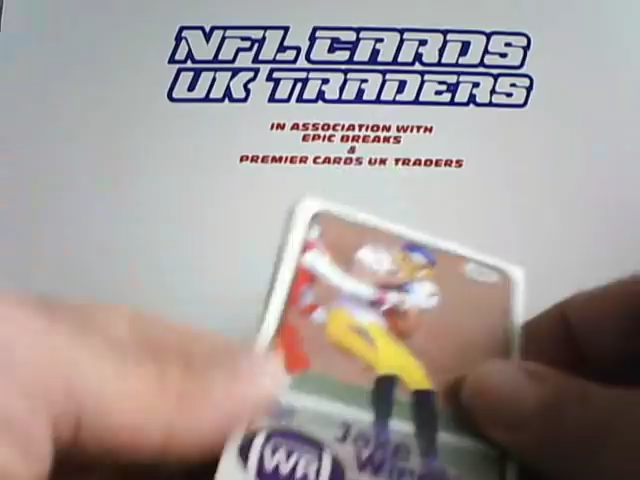 NFL CARDS
UK TRADERS
IN ASSOCIATION WITH
EPIC BREAKS
&
PREMIER CARDS UK TRADERS
WR